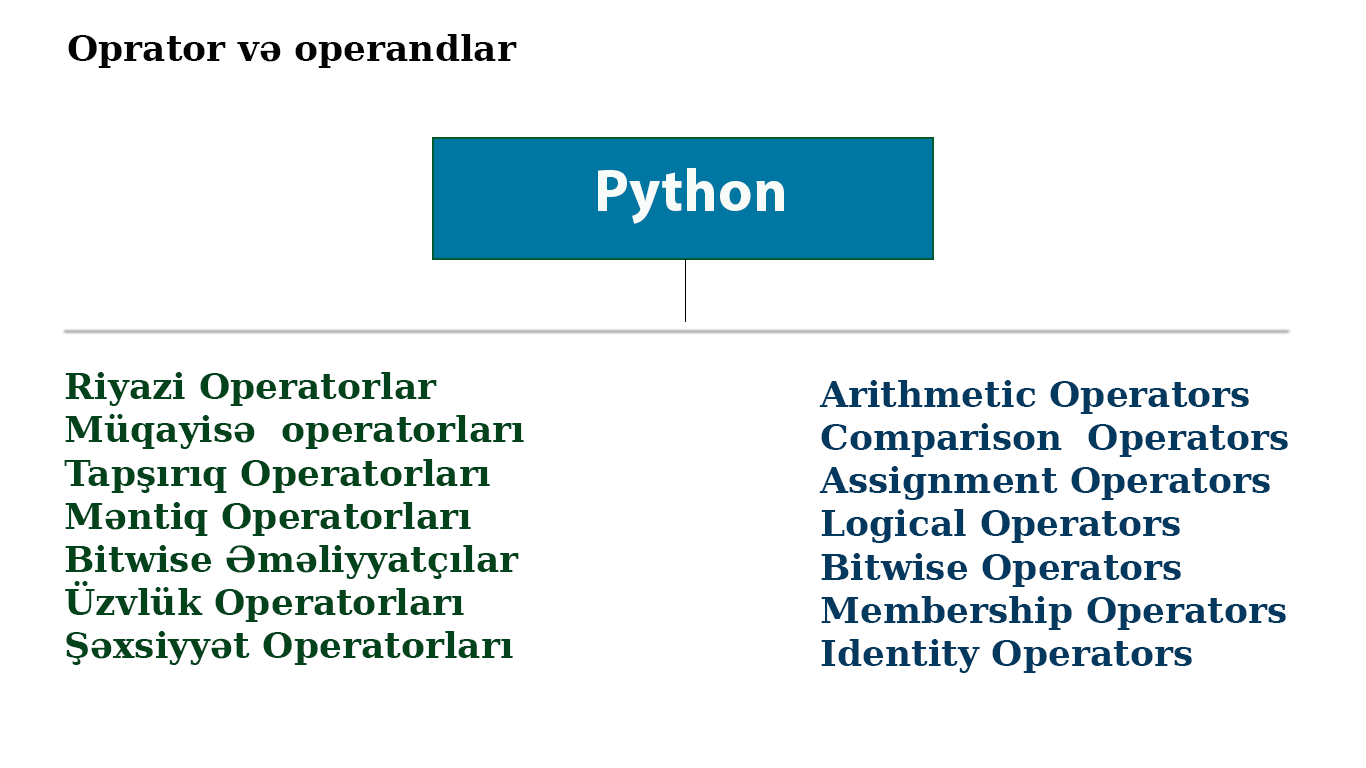 Oprator və operandlar
Python
Riyazi Operatorlar
Müqayisə  operatorları
Tapşırıq Operatorları
Məntiq Operatorları
Bitwise Əməliyyatçılar
Üzvlük Operatorları
Şəxsiyyət Operatorları
Arithmetic Operators
Comparison  Operators
Assignment Operators
Logical Operators
Bitwise Operators
Membership Operators
Identity Operators